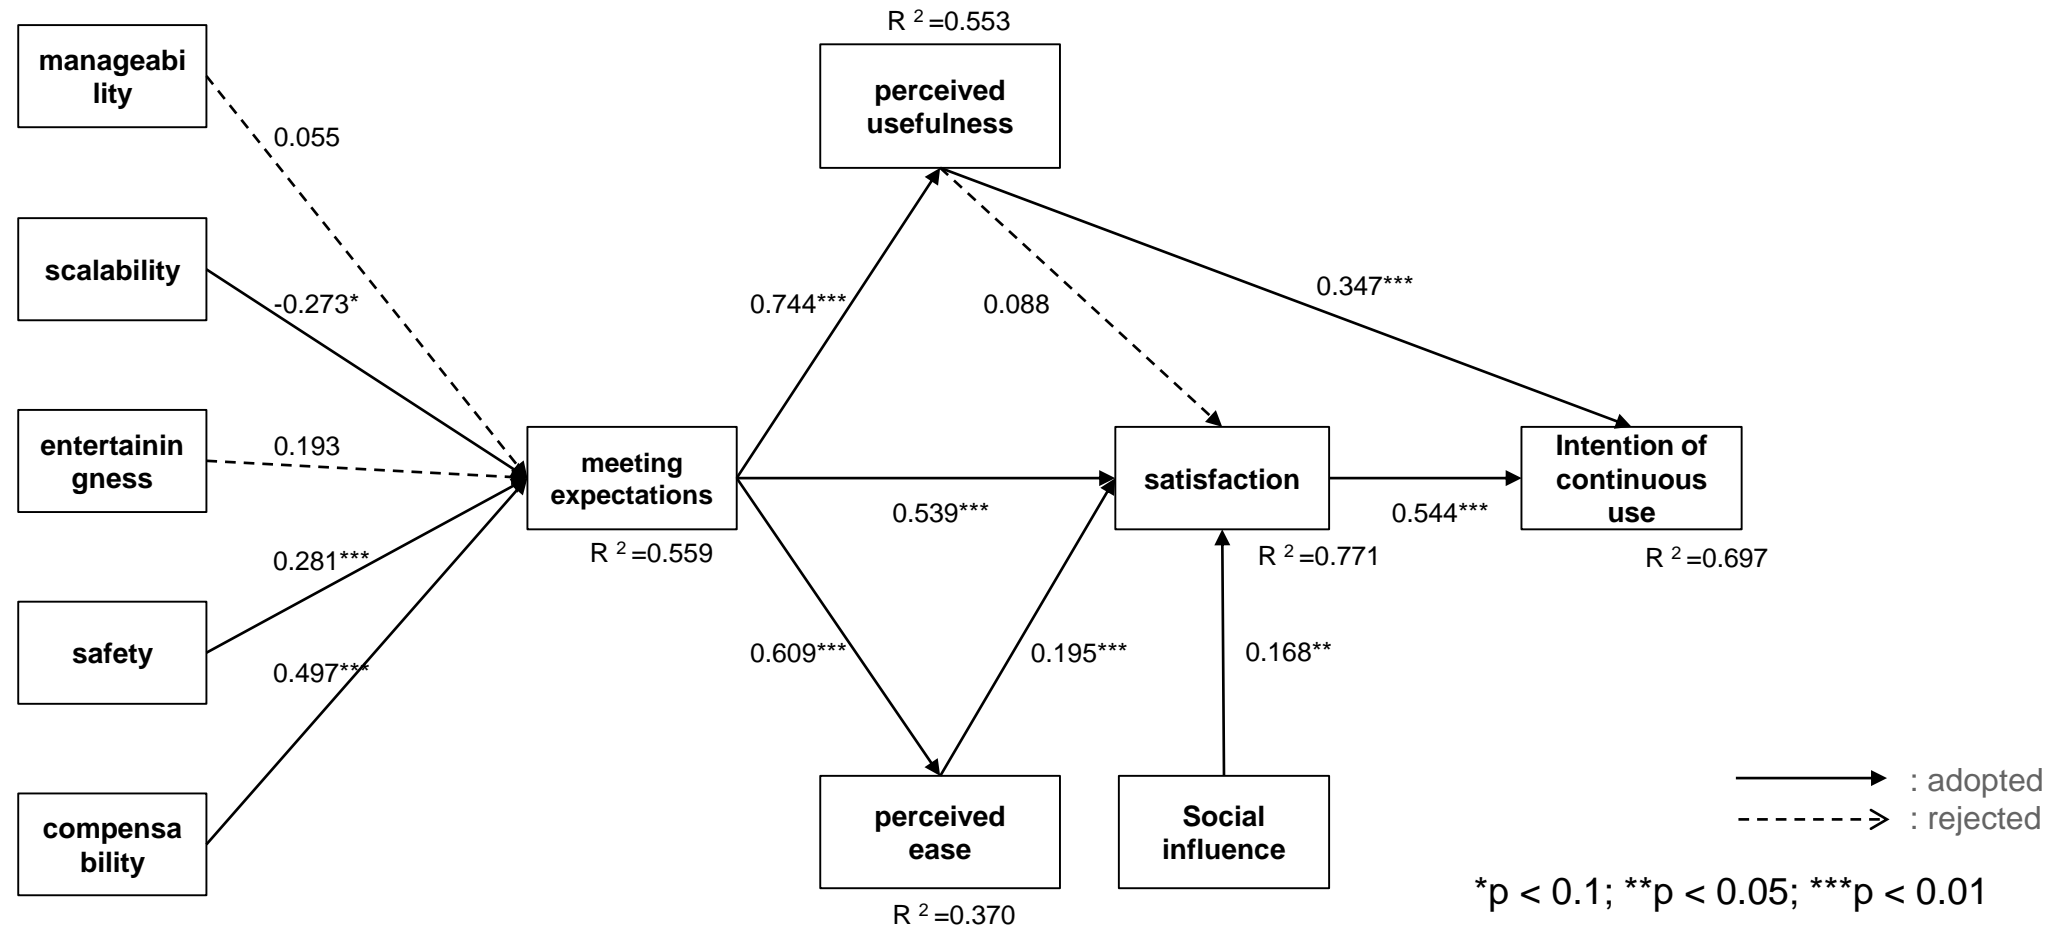 R 2 =0.553
manageabi
lity
perceived
usefulness
0.055
scalability
-0.273*
0.744***
0.088
0.347***
entertainin
gness
0.193
meeting
expectations
satisfaction
Intention of
continuous
use
0.539***
0.544***
R 2 =0.559
R 2 =0.771
R 2 =0.697
0.281***
safety
0.497***
0.609***
0.195***
0.168**
compensa
bility
perceived
ease
Social
influence
R 2 =0.370
: adopted
: rejected
*p < 0.1; **p < 0.05; ***p < 0.01